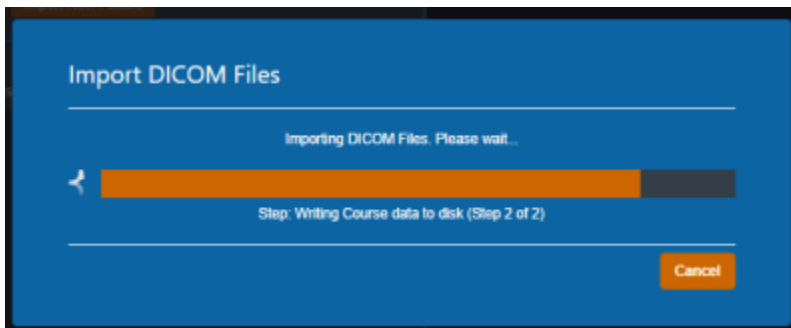 Import DICOM Files
Importing DICOM Files. Please wait...
Step: Writing Course data to disk (Step 2 of 2)
Cancel